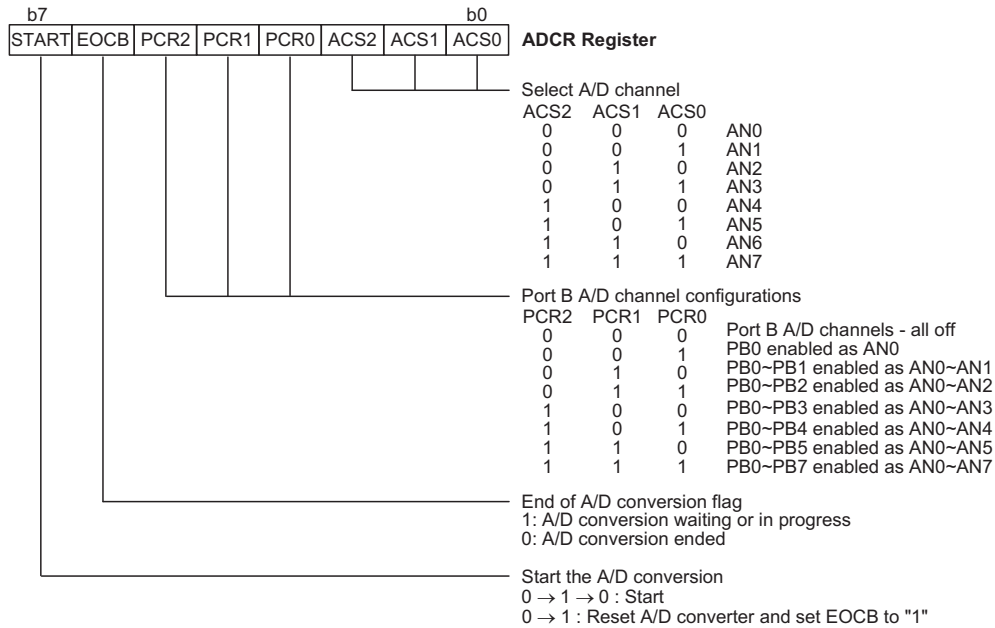 b7 b0
START EOCB PCR2 PCR1 PCR0 ACS2 ACS1 ACS0 ADCR Register
Select A/D channel
ACS2 ACS1 ACS0
0 0 0 AN0
0 0 1 AN1
0 1 0 AN2
0 1 1 AN3
1 0 0 AN4
1 0 1 AN5
1 1 0 AN6
1 1 1 AN7
Port B A/D channel configurations
PCR2 PCR1 PCR0
0 0 0 Port B A/D channels - all off
0 0 1 PB0 enabled as AN0
0 1 0 PB0~PB1 enabled as AN0~AN1
0 1 1 PB0~PB2 enabled as AN0~AN2
1 0 0 PB0~PB3 enabled as AN0~AN3
1 0 1 PB0~PB4 enabled as AN0~AN4
1 1 0 PB0~PB5 enabled as AN0~AN5
1 1 1 PB0~PB7 enabled as AN0~AN7
End of A/D conversion flag
1: A/D conversion waiting or in progress
0: A/D conversion ended
Start the A/D conversion
0 → 1 → 0 : Start
0 → 1 : Reset A/D converter and set EOCB to "1"